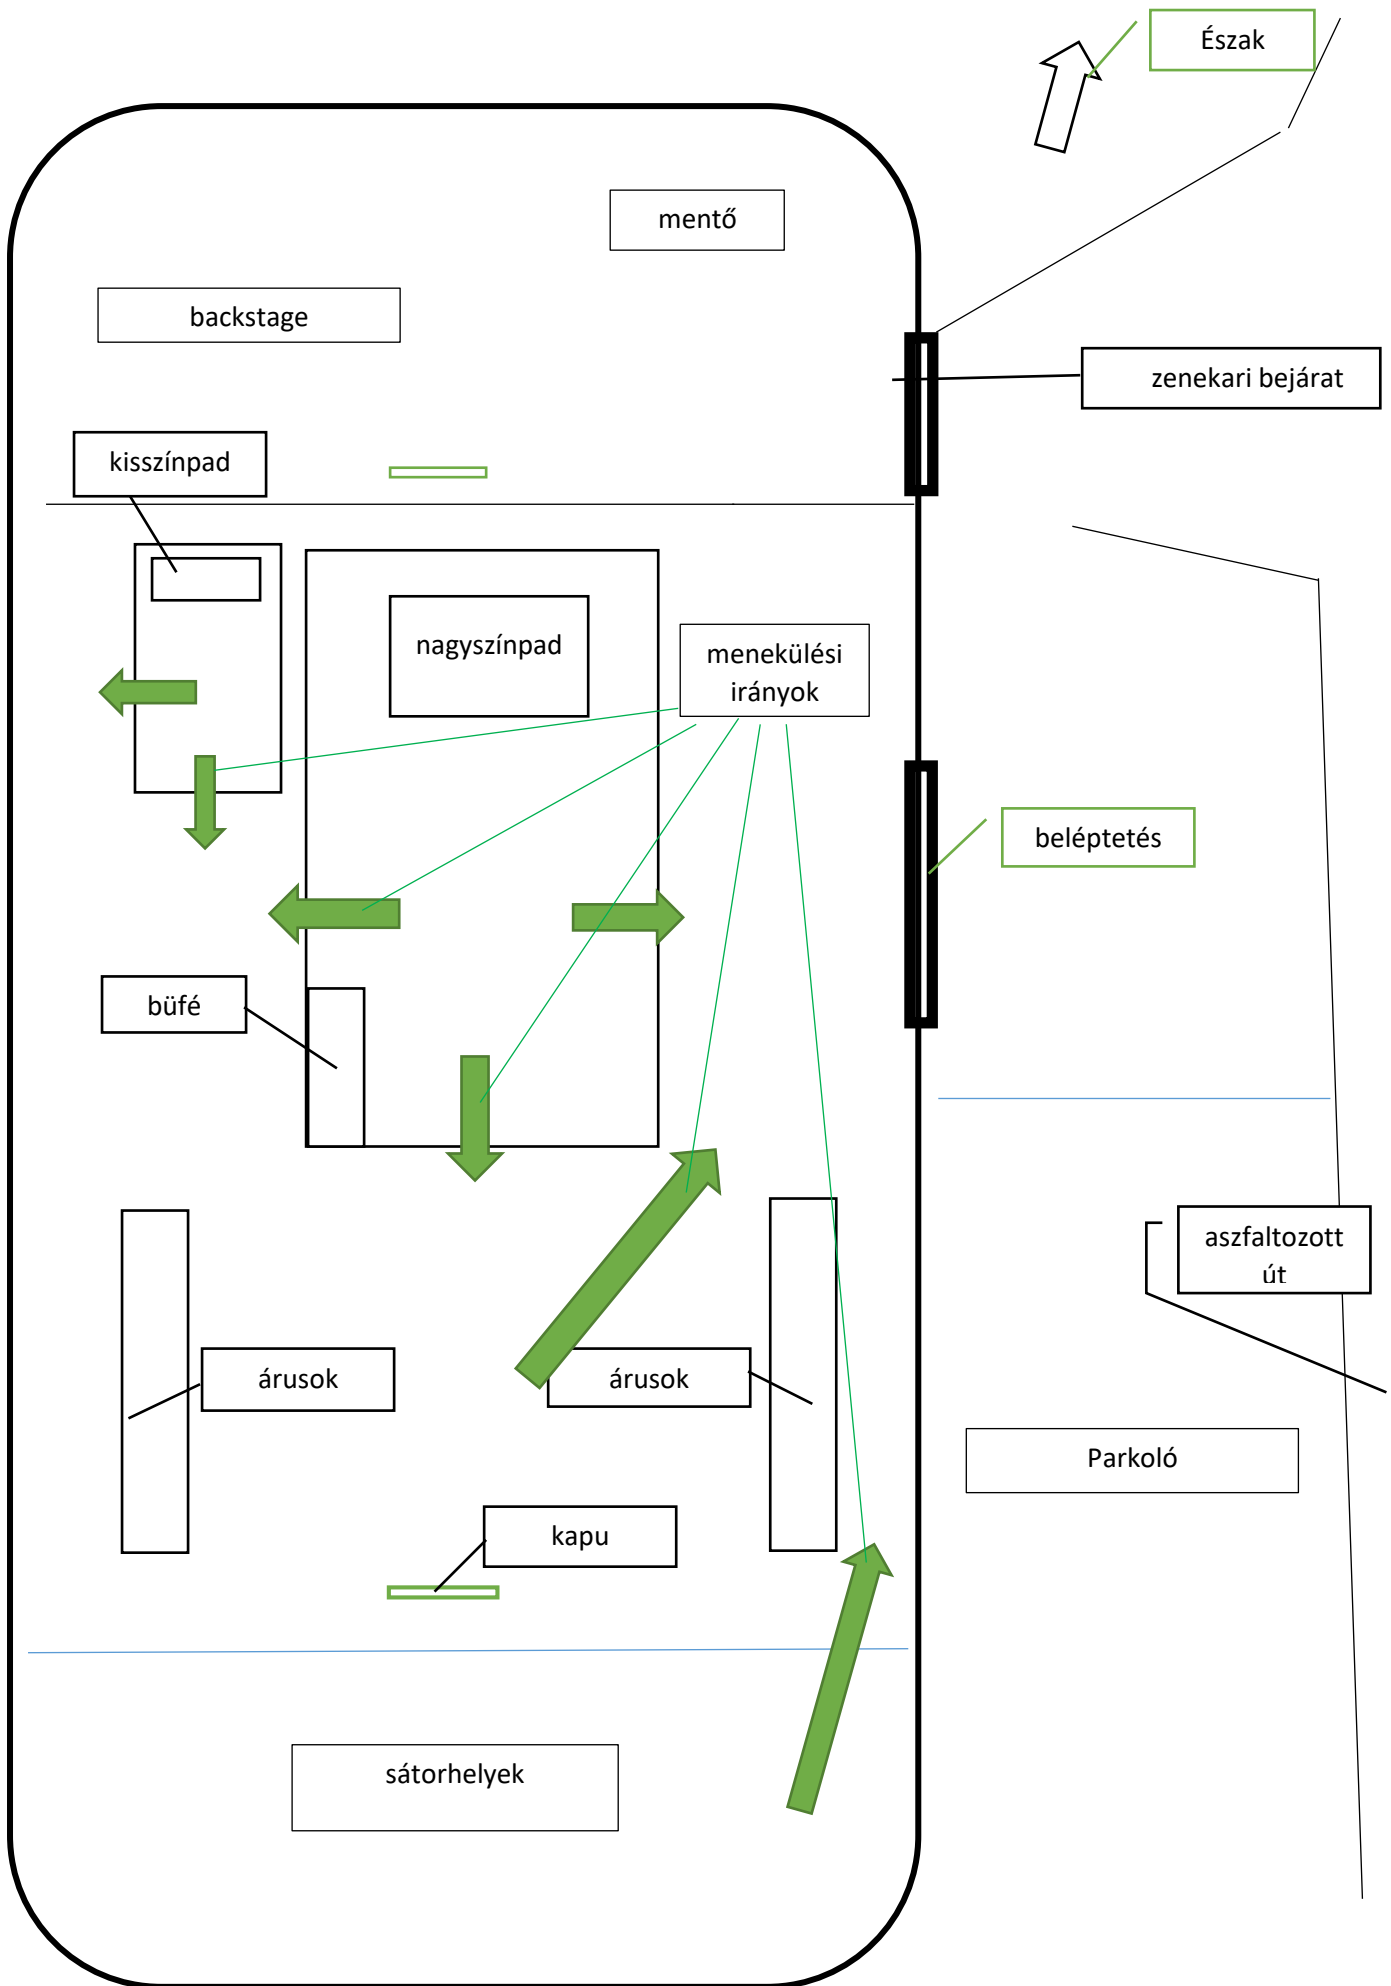 Észak
mentő
backstage
zenekari bejárat
kisszínpad
nagyszínpad
menekülési
irányok
beléptetés
büfé
aszfaltozott
út
árusok
árusok
Parkoló
kapu
sátorhelyek